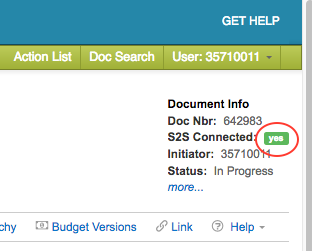 GET HELP
Action List Doc Search User: 35710011
Document Info
Doc Nbr: 642983
S2S Connected: yes
Initiator: 35710011
Status: In Progress
more...
chy Budget Versions Link Help